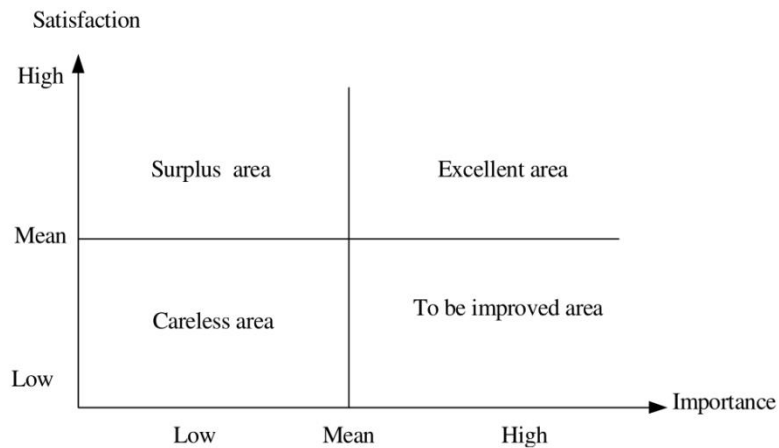 Satisfaction
High
Surplus area
Excellent area
Mean
Careless area
To be improved area
Low
Importance
Low
Mean
High